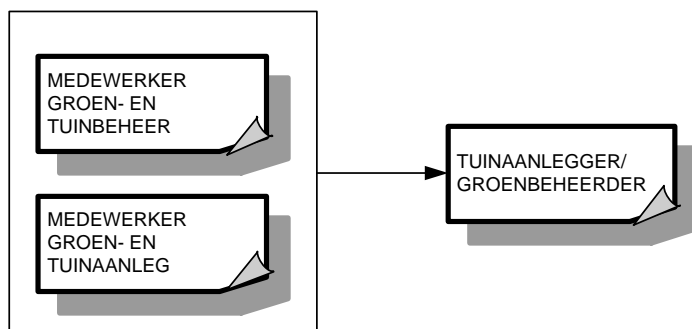 MEDEWERKER
GROEN- EN
TUINBEHEER
MEDEWERKER
GROEN- EN
TUINAANLEG
TUINAANLEGGER/
GROENBEHEERDER